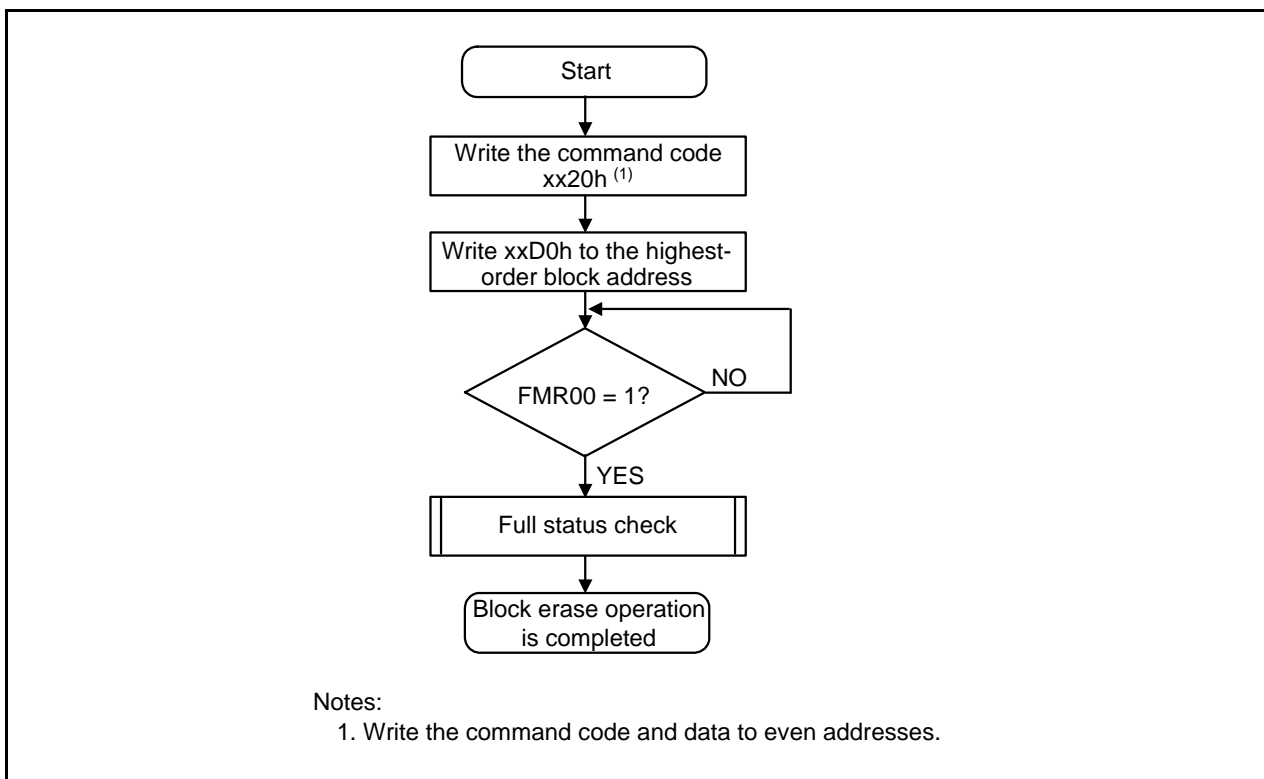 Start
Write the command code
xx20h (1)
Write xxD0h to the highest-
order block address
NO
FMR00 = 1?
YES
Full status check
Block erase operation
is completed
Notes:
1. Write the command code and data to even addresses.